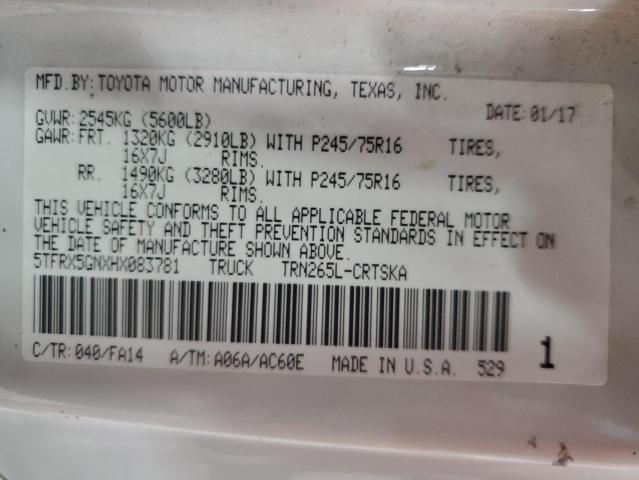 MFD.BY:TOYOTA MOTOR MANUFACTURING, TEXAS, INC.
GVWR:2545KG (5600LB) DATE:01/17
GAWR:FRT. 1320KG (2910LB) WITH P245/75R16 TIRES,
16X7J RIMS.
RR. 1490KG (3280LB) WITH P245/75R16 TIRES,
16X7J RIMS.
THIS VEHICLE CONFORMS TO ALL APPLICABLE FEDERAL MOTOR
VEHICLE SAFETY AND THEFT PREVENTION STANDARDS IN EFFECT ON
THE DATE OF MANUFACTURE SHOWN ABOVE.
5TFRX5GNXHX083781 TRUCK TRN265L-CRTSKA
C/TR:040/FA14 A/TM:A06A/AC60E MADE IN U.S.A. 529 1